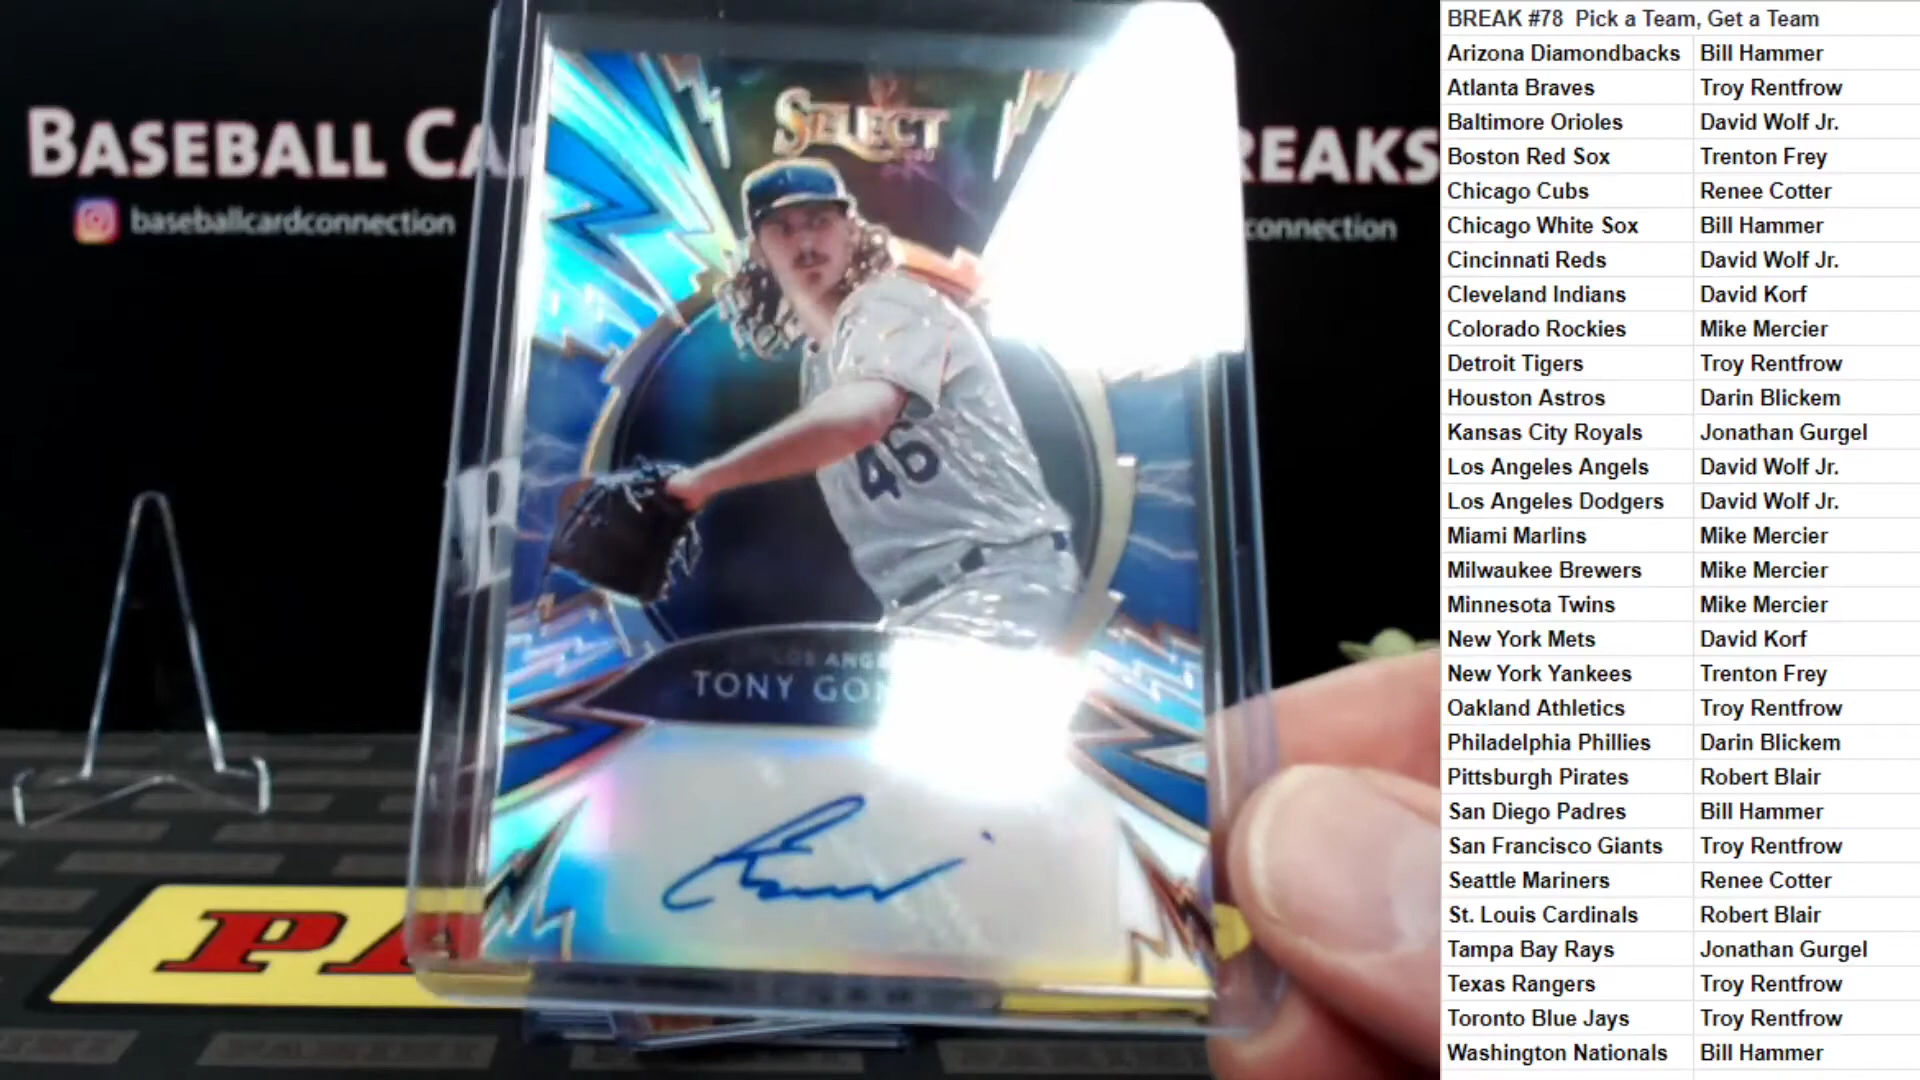 BASEBALL CA
REAKS
baseballcardconnection
connection
SELECT
46
LOS ANGE
TONY GON
PA
BREAK #78 Pick a Team, Get a Team
Arizona Diamondbacks Bill Hammer
Atlanta Braves Troy Rentfrow
Baltimore Orioles David Wolf Jr.
Boston Red Sox Trenton Frey
Chicago Cubs Renee Cotter
Chicago White Sox Bill Hammer
Cincinnati Reds David Wolf Jr.
Cleveland Indians David Korf
Colorado Rockies Mike Mercier
Detroit Tigers Troy Rentfrow
Houston Astros Darin Blickem
Kansas City Royals Jonathan Gurgel
Los Angeles Angels David Wolf Jr.
Los Angeles Dodgers David Wolf Jr.
Miami Marlins Mike Mercier
Milwaukee Brewers Mike Mercier
Minnesota Twins Mike Mercier
New York Mets David Korf
New York Yankees Trenton Frey
Oakland Athletics Troy Rentfrow
Philadelphia Phillies Darin Blickem
Pittsburgh Pirates Robert Blair
San Diego Padres Bill Hammer
San Francisco Giants Troy Rentfrow
Seattle Mariners Renee Cotter
St. Louis Cardinals Robert Blair
Tampa Bay Rays Jonathan Gurgel
Texas Rangers Troy Rentfrow
Toronto Blue Jays Troy Rentfrow
Washington Nationals Bill Hammer